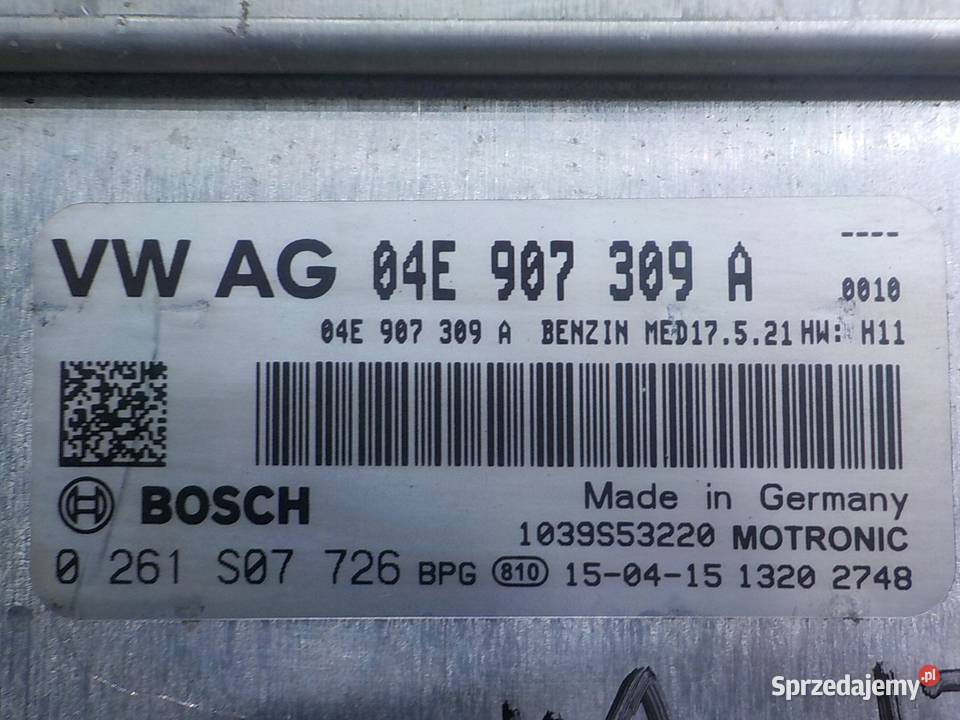 VW AG 04E 907 309 A ----
0010
04E 907 309 A BENZIN MED17.5.21 HW: H11
BOSCH
Made in Germany
1039S53220 MOTRONIC
0 261 S07 726 BPG 810 15-04-15 1320 2748
Sprzedajemy.pl